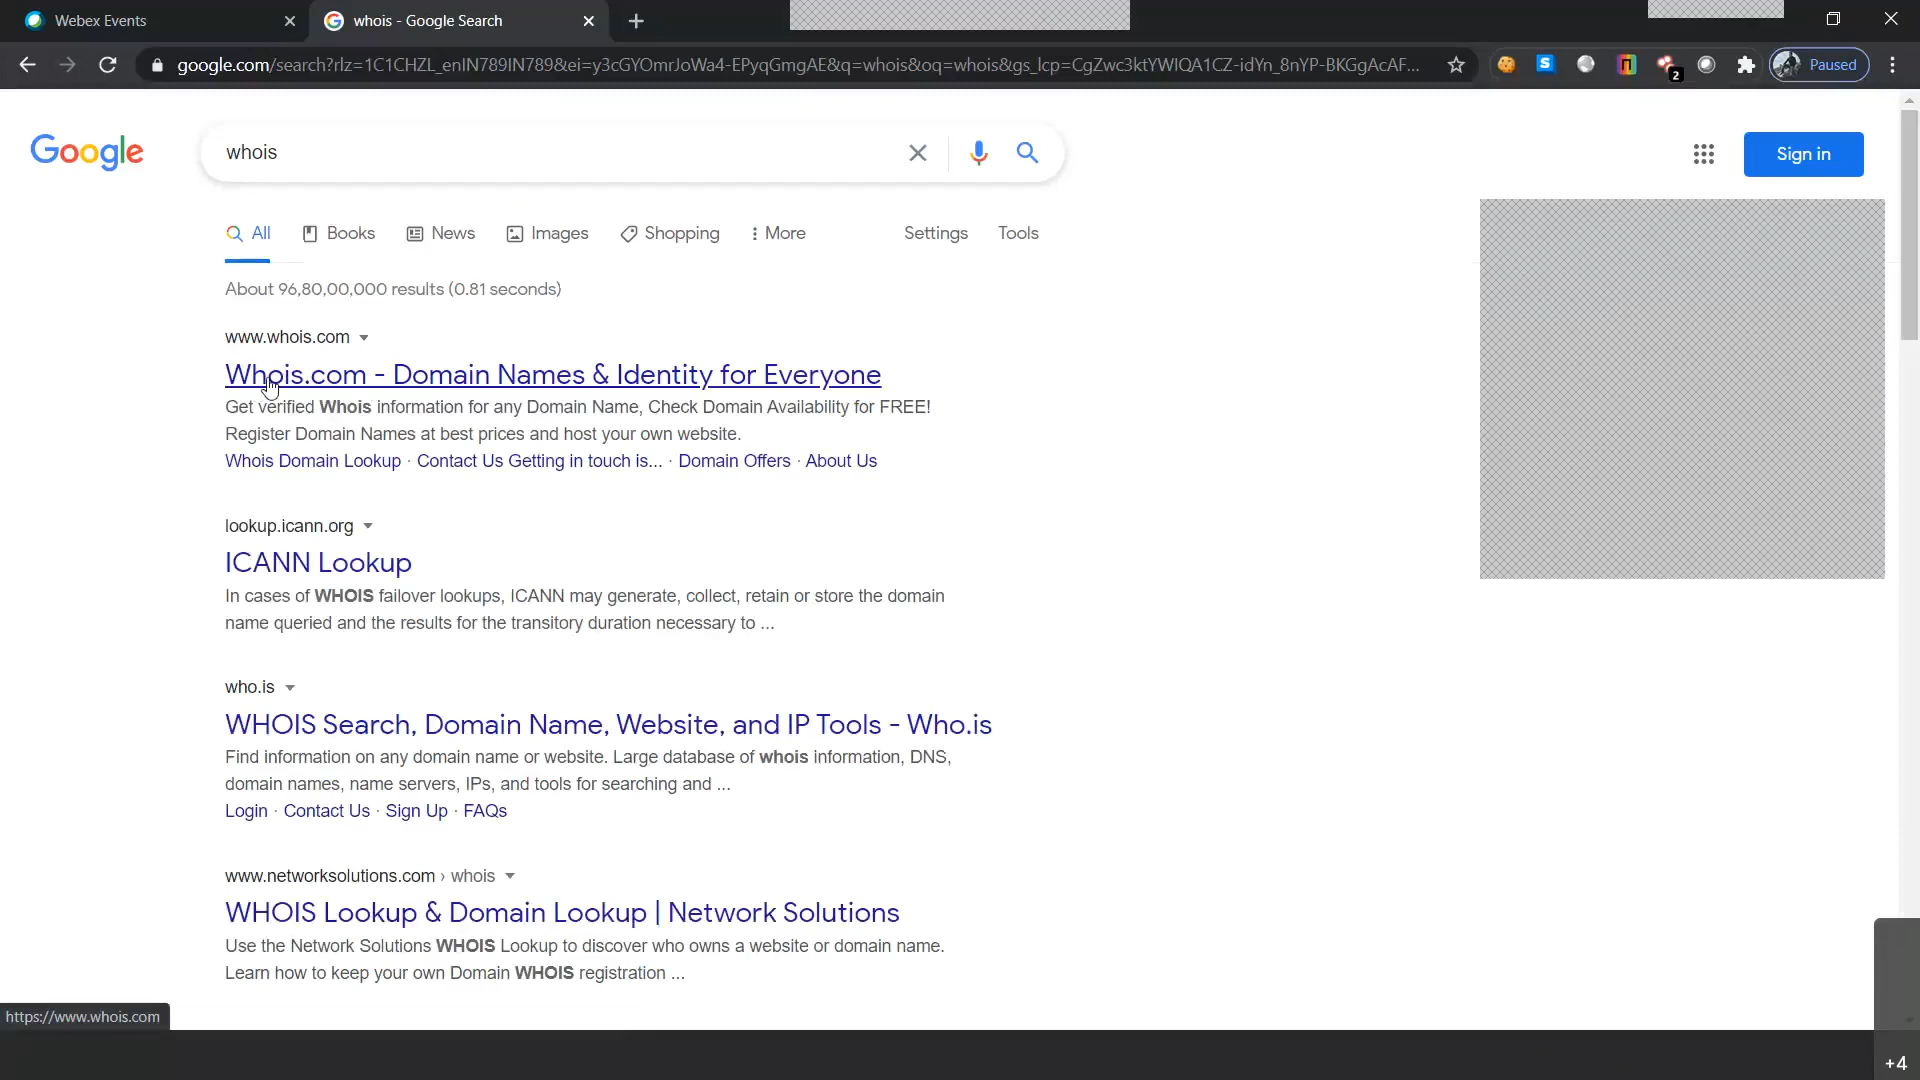 Webex Events
whois - Google Search
google.com/search?rlz=1C1CHZL_enIN789IN789&ei=y3cGYOmrJoWa4-EPyqGmgAE&q=whois&oq=whois&gs_lcp=CgZwc3ktYWIQA1CZ-idYn_8nYP-BKGgAcAF...
2
Paused
Google
whois
Sign in
All Books News Images Shopping More Settings Tools
About 96,80,00,000 results (0.81 seconds)
www.whois.com
Whois.com - Domain Names & Identity for Everyone
Get verified Whois information for any Domain Name, Check Domain Availability for FREE!
Register Domain Names at best prices and host your own website.
Whois Domain Lookup · Contact Us Getting in touch is... · Domain Offers · About Us
lookup.icann.org
ICANN Lookup
In cases of WHOIS failover lookups, ICANN may generate, collect, retain or store the domain
name queried and the results for the transitory duration necessary to ...
who.is
WHOIS Search, Domain Name, Website, and IP Tools - Who.is
Find information on any domain name or website. Large database of whois information, DNS,
domain names, name servers, IPs, and tools for searching and ...
Login · Contact Us · Sign Up · FAQs
www.networksolutions.com › whois
WHOIS Lookup & Domain Lookup | Network Solutions
Use the Network Solutions WHOIS Lookup to discover who owns a website or domain name.
Learn how to keep your own Domain WHOIS registration ...
https://www.whois.com
+4